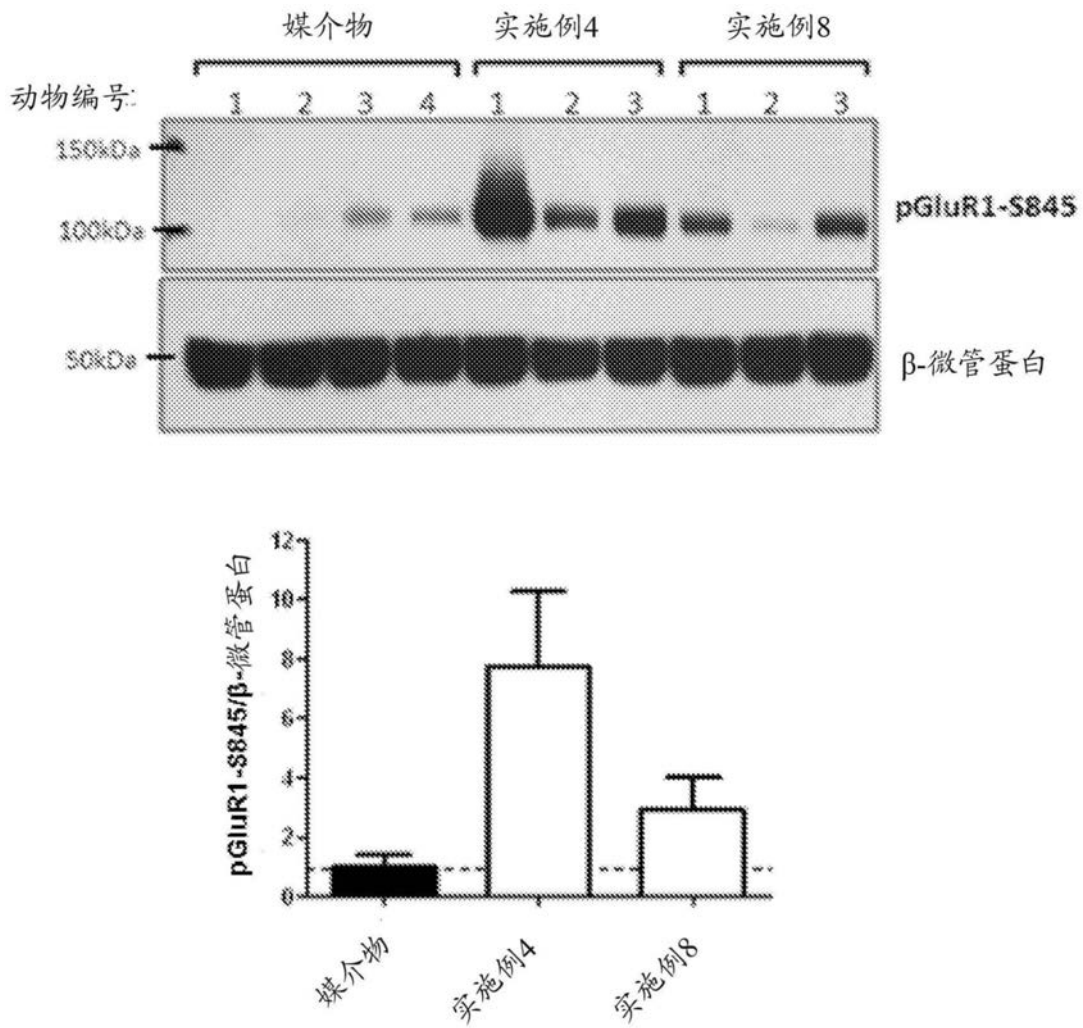 媒介物 实施例4 实施例8
动物编号: 1 2 3 4 1 2 3 1 2 3
150kDa
100kDa
pGluR1-S845
50kDa
β-微管蛋白
pGluR1-S845/β-微管蛋白
12
10
8
6
4
2
0
媒介物 实施例4 实施例8